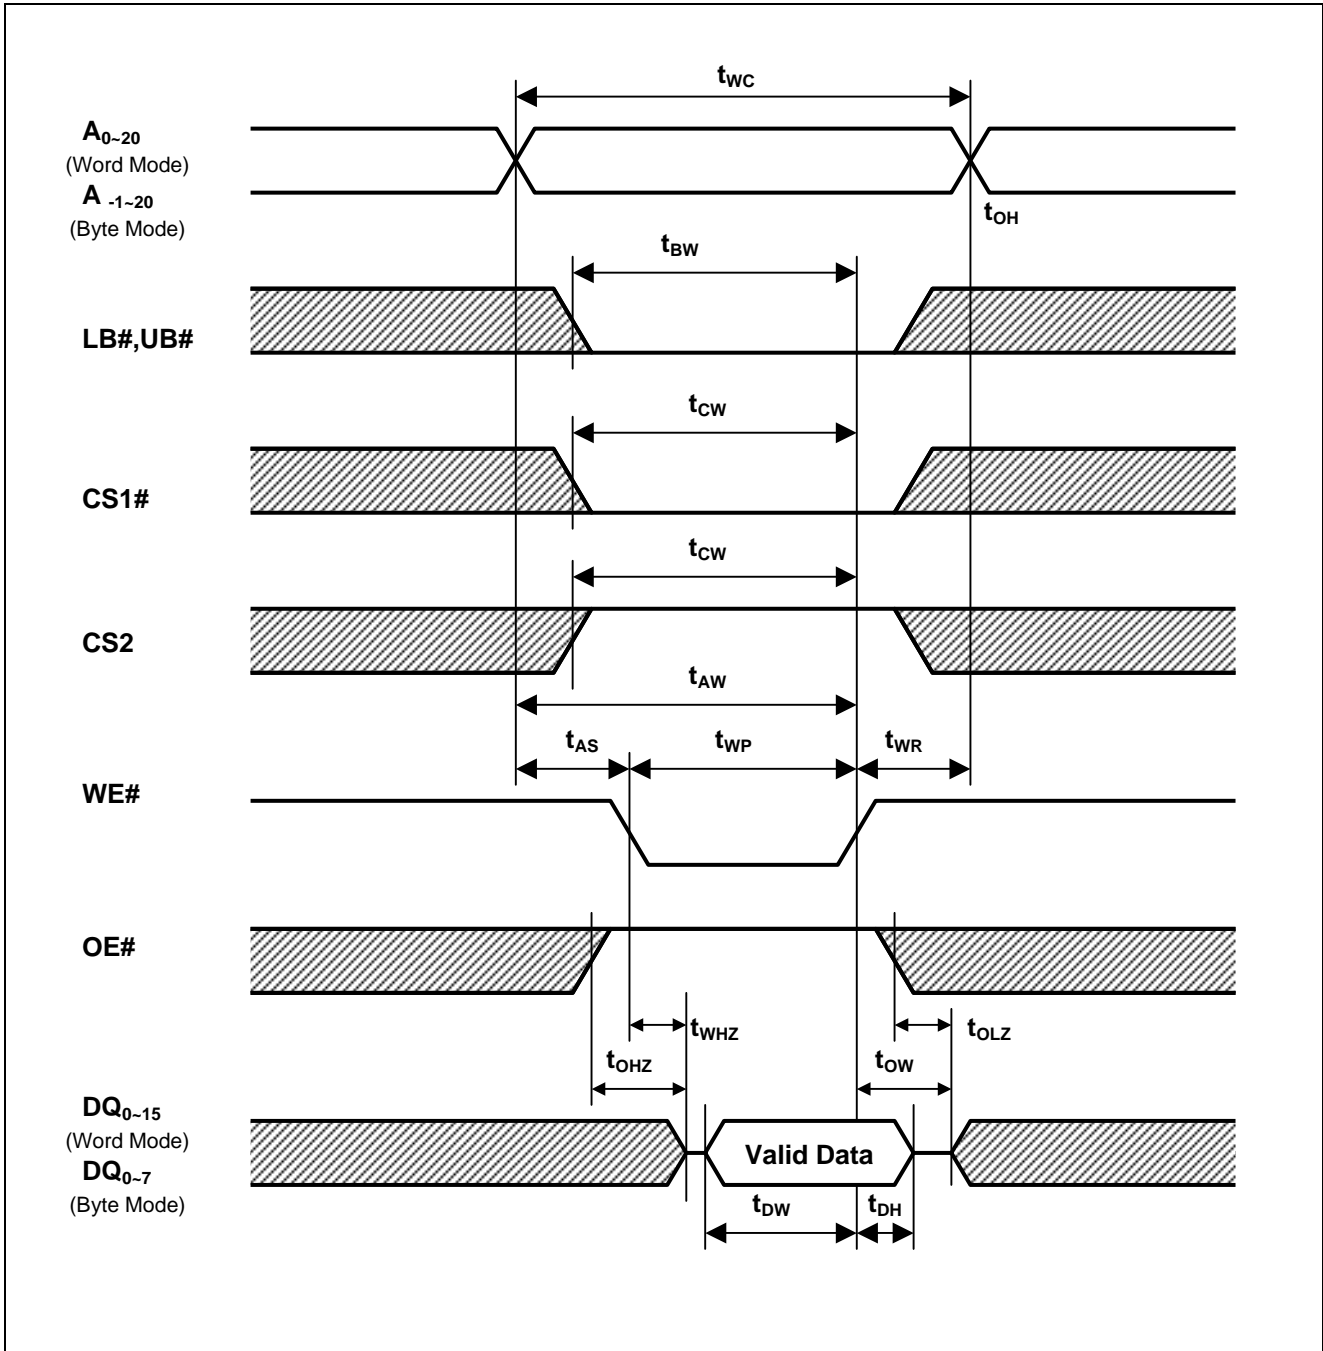 tWC
A0~20
(Word Mode)
A -1~20
(Byte Mode)
tOH
tBW
LB#,UB#
tCW
CS1#
tCW
CS2
tAW
tAS
tWP
tWR
WE#
OE#
tWHZ
tOLZ
tOHZ
tOW
DQ0~15
(Word Mode)
DQ0~7
(Byte Mode)
Valid Data
tDW
tDH